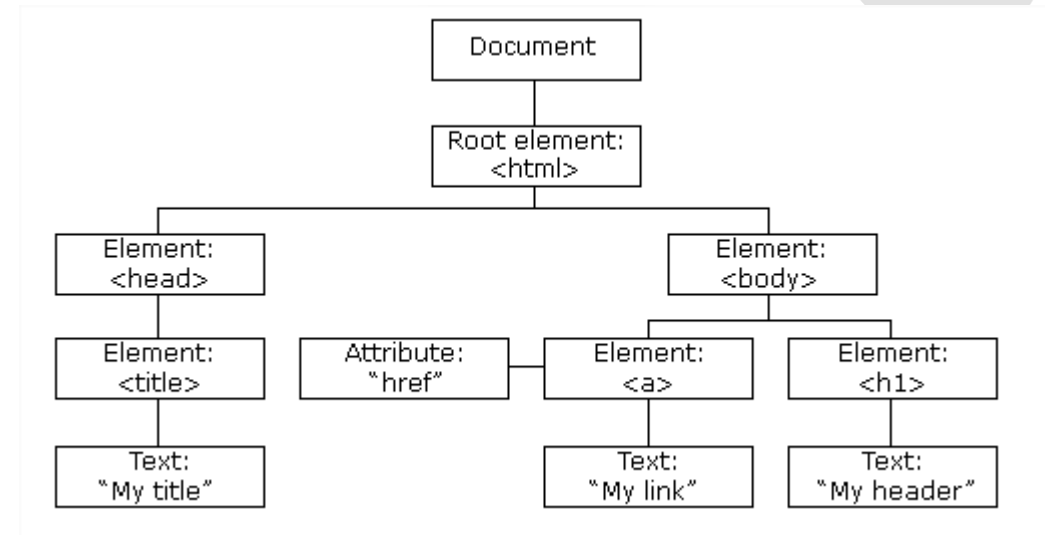 Document
Root element:
<html>
Element:
<head>
Element:
<body>
Element:
<title>
Attribute:
“href”
Element:
<a>
Element:
<h1>
Text:
“My title”
Text:
“My link”
Text:
“My header”